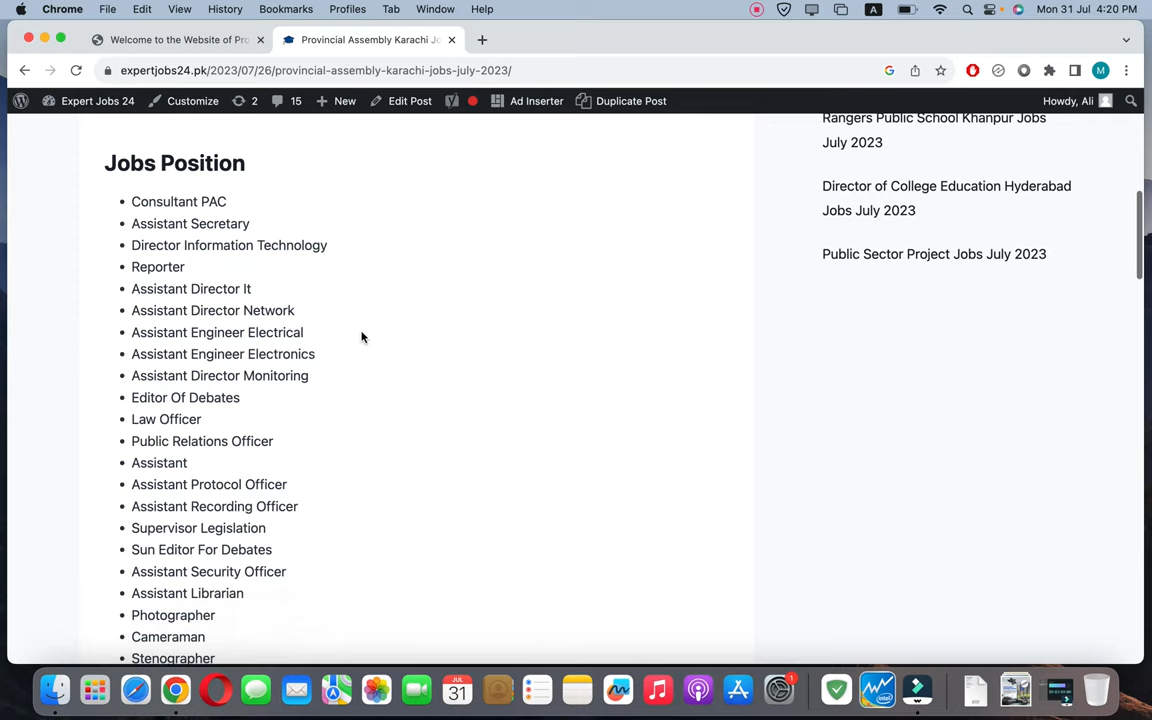 Chrome File Edit View History Bookmarks Profiles Tab Window Help A Mon 31 Jul 4:20 PM
Welcome to the Website of Pro Provincial Assembly Karachi Jo
expertjobs24.pk/2023/07/26/provincial-assembly-karachi-jobs-july-2023/ M
Expert Jobs 24 Customize 2 15 New Edit Post Ad Inserter Duplicate Post Howdy, Ali
Rangers Public School Khanpur Jobs
July 2023
Director of College Education Hyderabad
Jobs July 2023
Public Sector Project Jobs July 2023
Jobs Position
Consultant PAC
Assistant Secretary
Director Information Technology
Reporter
Assistant Director It
Assistant Director Network
Assistant Engineer Electrical
Assistant Engineer Electronics
Assistant Director Monitoring
Editor Of Debates
Law Officer
Public Relations Officer
Assistant
Assistant Protocol Officer
Assistant Recording Officer
Supervisor Legislation
Sun Editor For Debates
Assistant Security Officer
Assistant Librarian
Photographer
Cameraman
Stenographer
JUL
31
1